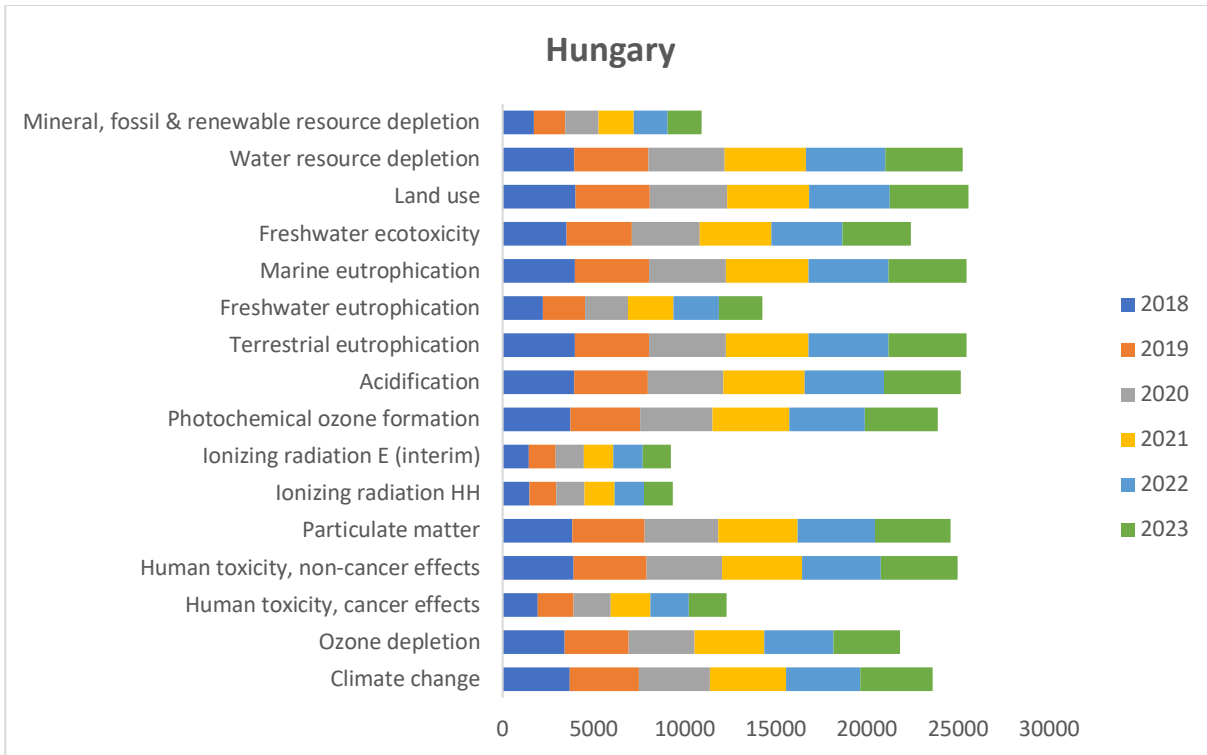 Hungary
Mineral, fossil & renewable resource depletion
Water resource depletion
Land use
Freshwater ecotoxicity
Marine eutrophication
Freshwater eutrophication
Terrestrial eutrophication
Acidification
Photochemical ozone formation
Ionizing radiation E (interim)
Ionizing radiation HH
Particulate matter
Human toxicity, non-cancer effects
Human toxicity, cancer effects
Ozone depletion
Climate change
0 5000 10000 15000 20000 25000 30000
2018
2019
2020
2021
2022
2023